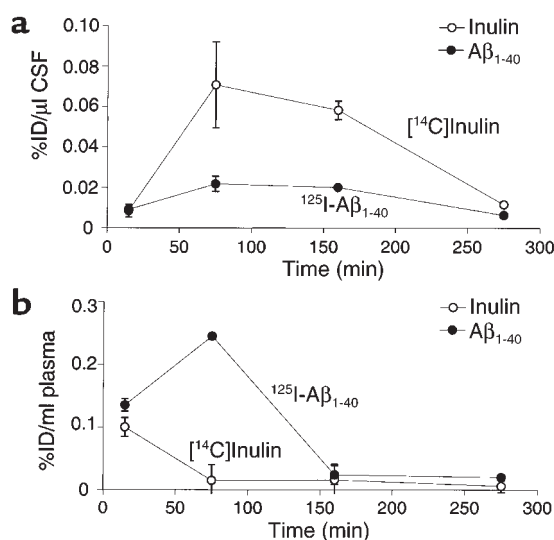 a
0.10
0.08
0.06
0.04
0.02
0
%ID/μl CSF
Inulin
Aβ1-40
[14C]Inulin
125I-Aβ1-40
0 50 100 150 200 250 300
Time (min)
b
0.3
0.2
0.1
0
%ID/ml plasma
Inulin
Aβ1-40
125I-Aβ1-40
[14C]Inulin
0 50 100 150 200 250 300
Time (min)